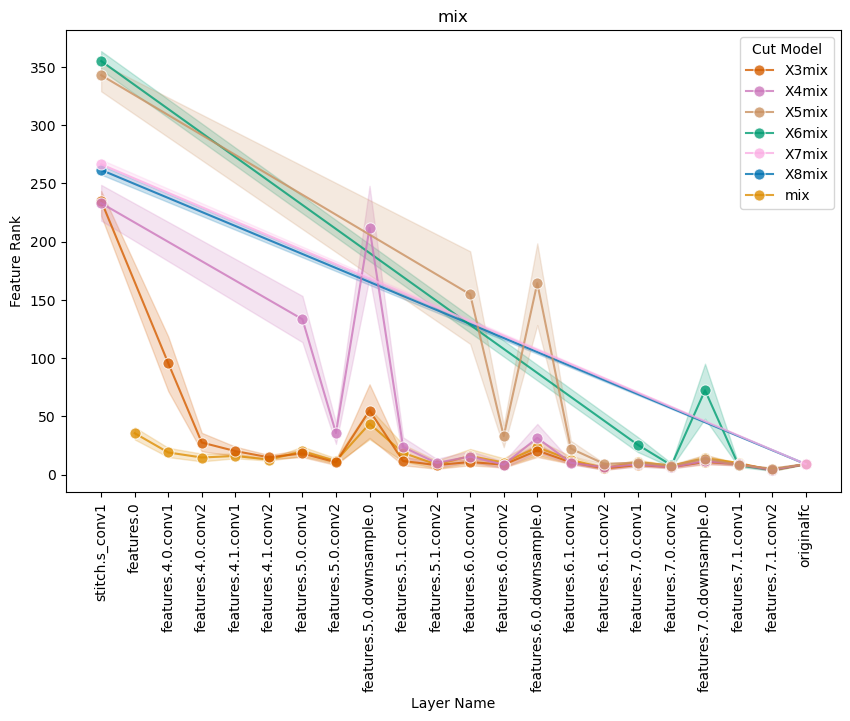 mix
Feature Rank
350
300
250
200
150
100
50
0
Cut Model
X3mix
X4mix
X5mix
X6mix
X7mix
X8mix
mix
stitch.s_conv1
features.0
features.4.0.conv1
features.4.0.conv2
features.4.1.conv1
features.4.1.conv2
features.5.0.conv1
features.5.0.conv2
features.5.0.downsample.0
features.5.1.conv1
features.5.1.conv2
features.6.0.conv1
features.6.0.conv2
features.6.0.downsample.0
features.6.1.conv1
features.6.1.conv2
features.7.0.conv1
features.7.0.conv2
features.7.0.downsample.0
features.7.1.conv1
features.7.1.conv2
originalfc
Layer Name